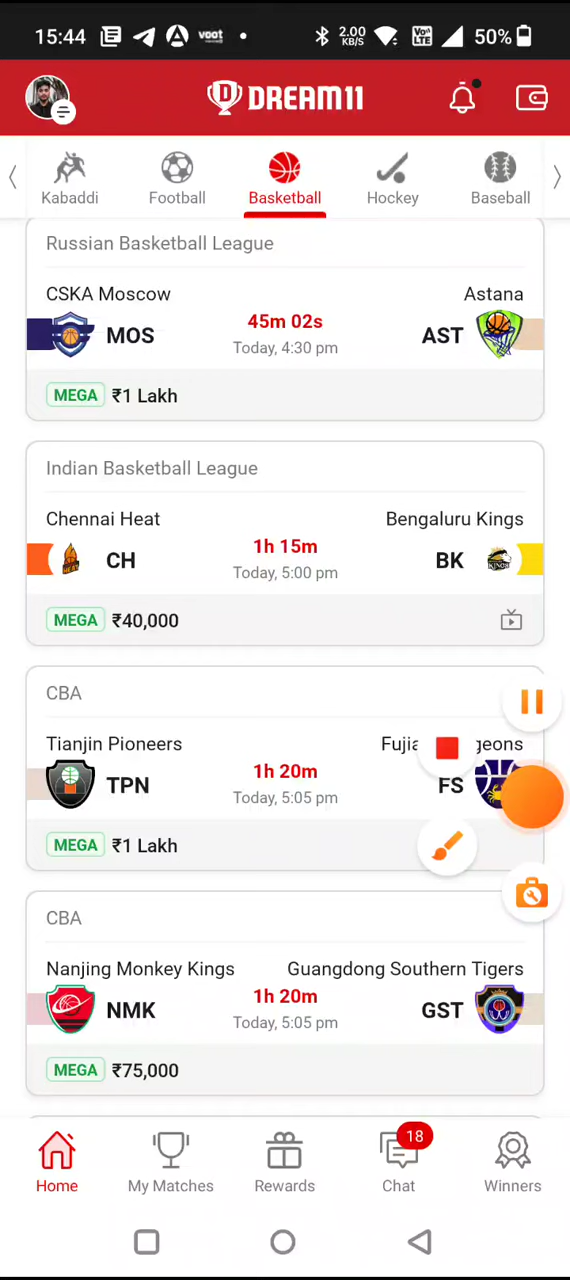 15:44 voot 2.00 KB/S Vo LTE 50%
DREAM11
Kabaddi Football Basketball Hockey Baseball
Russian Basketball League
CSKA Moscow Astana
MOS 45m 02s AST
Today, 4:30 pm
MEGA ₹1 Lakh
Indian Basketball League
Chennai Heat Bengaluru Kings
CH 1h 15m BK
Today, 5:00 pm
MEGA ₹40,000
CBA
Tianjin Pioneers
TPN 1h 20m FS
Today, 5:05 pm
MEGA ₹1 Lakh
CBA
Nanjing Monkey Kings Guangdong Southern Tigers
NMK 1h 20m GST
Today, 5:05 pm
MEGA ₹75,000
18
Home My Matches Rewards Chat Winners